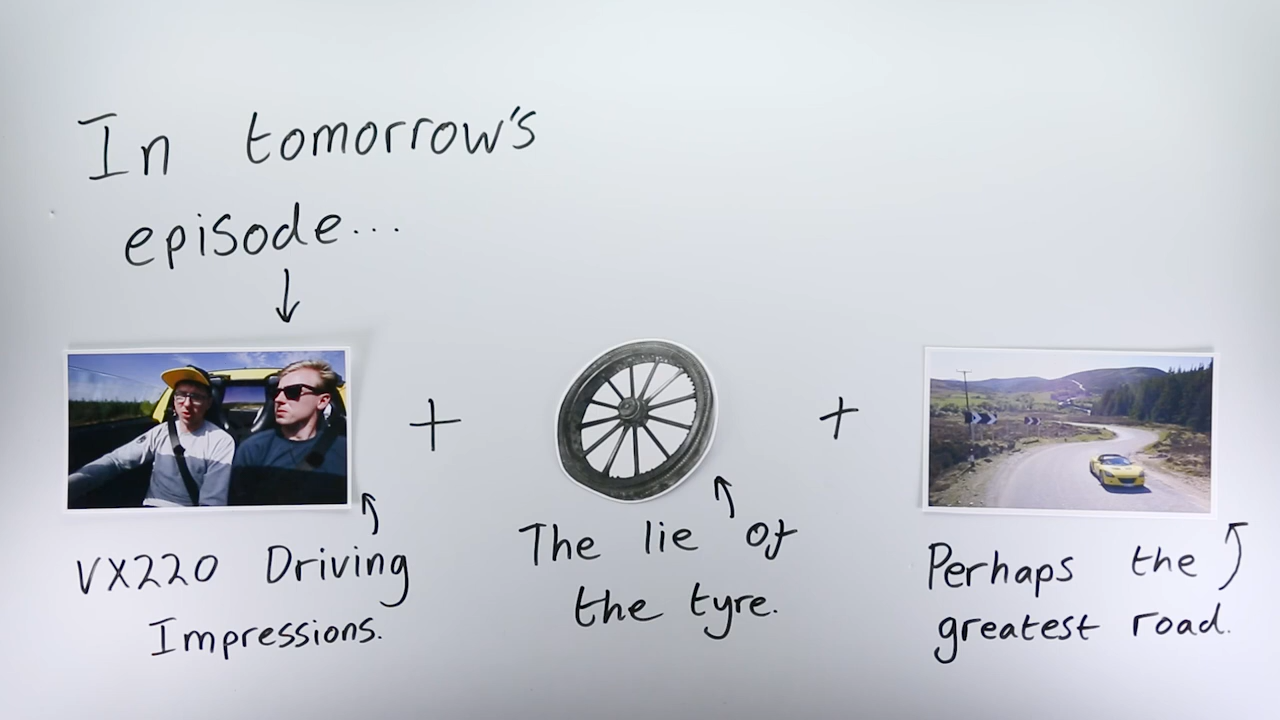 In tomorrow's
episode...
VX220 Driving
Impressions.
The lie of
the tyre.
Perhaps the
greatest road.